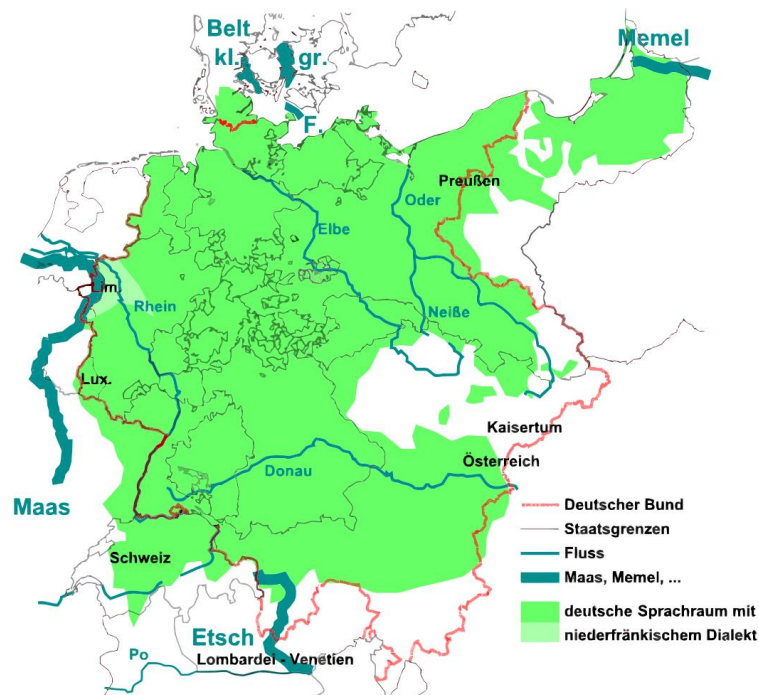 Belt
kl.
gr.
F.
Memel
Preußen
Oder
Elbe
Lim.
Rhein
Neiße
Lux.
Kaisertum
Österreich
Donau
Maas
Schweiz
Etsch
Po
Lombardei - Venetien
Deutscher Bund
Staatsgrenzen
Fluss
Maas, Memel, ...
deutsche Sprachraum mit
niederfränkischem Dialekt